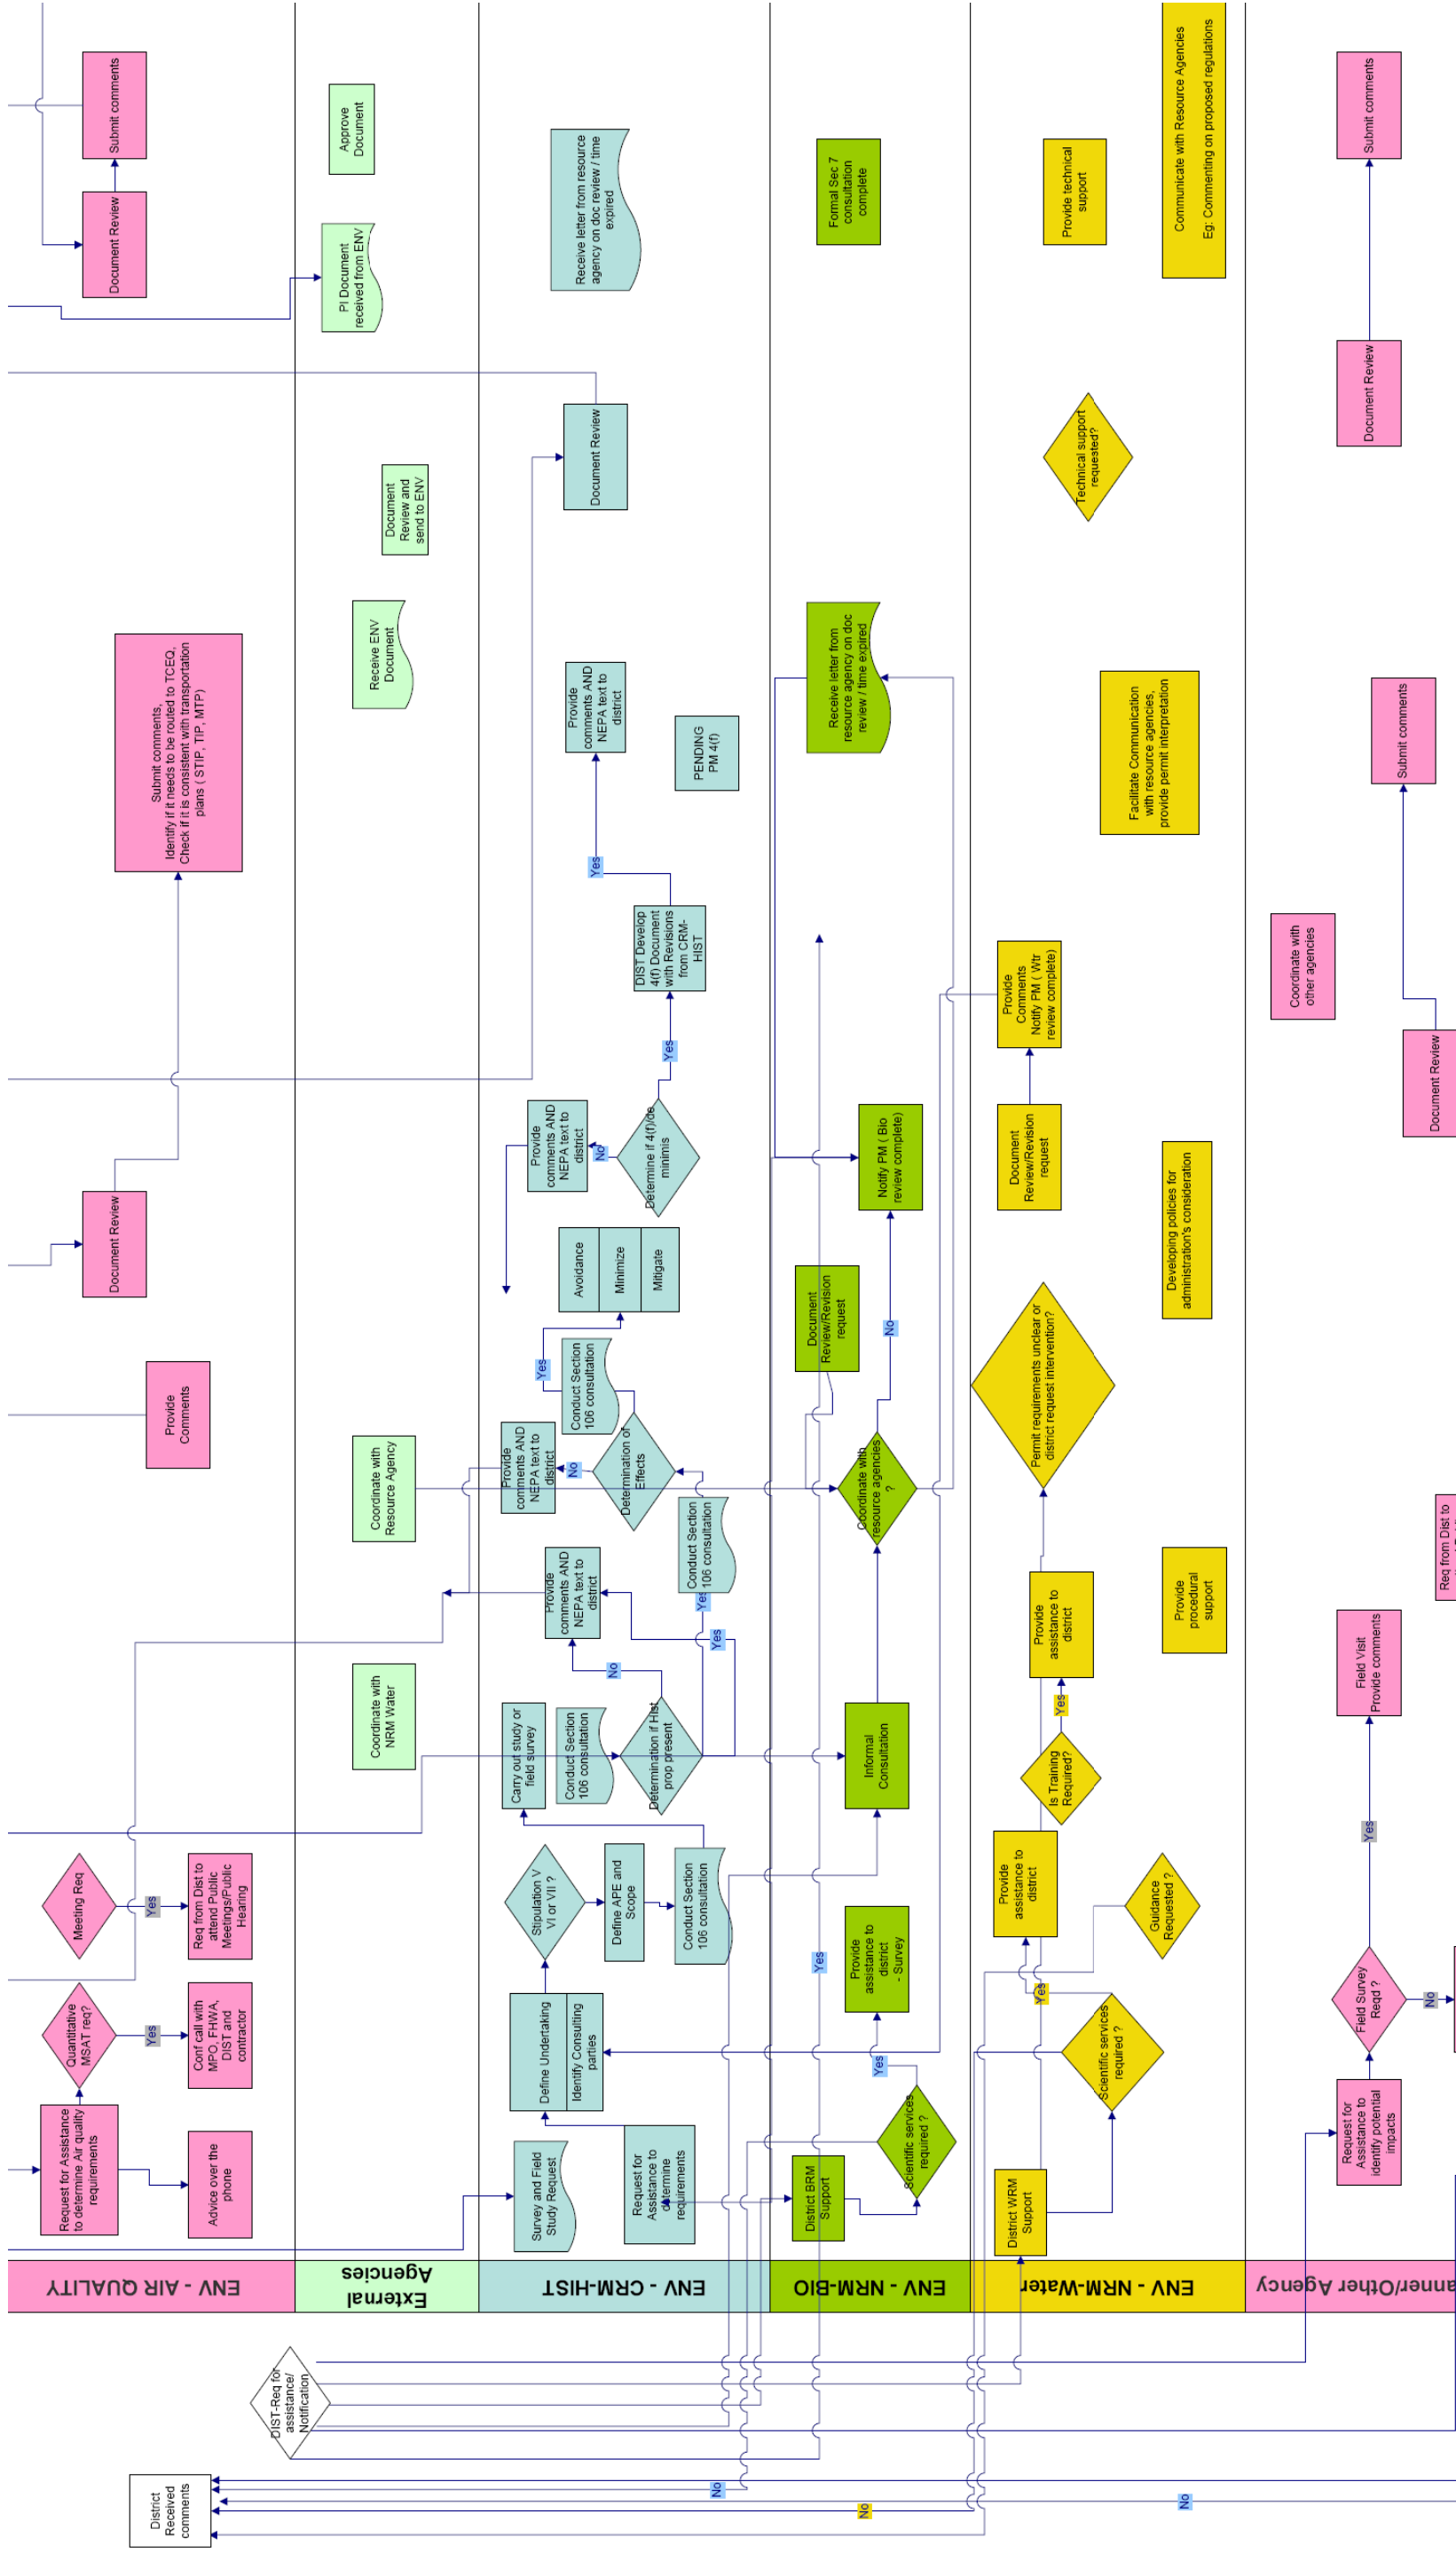 ENV - AIR QUALITY
Request for Assistance
to determine Air quality
requirements
Advice over the
phone
Quantitative
MSAT req?
Yes
Conf call with
MPO, FHWA,
DIST and
contractor
Meeting Req
Yes
Req from Dist to
attend Public
Meetings/Public
Hearing
Provide
Comments
Document Review
Submit comments,
Identify if it needs to be routed to TCEQ,
Check if it is consistent with transportation
plans ( STIP, TIP, MTP)
Document Review
Submit comments
External
Agencies
Coordinate with
NRM Water
Coordinate with
Resource Agency
Receive ENV
Document
Document
Review and
send to ENV
PI Document
received from ENV
Approve
Document
ENV - CRM-HIST
Survey and Field
Study Request
Request for
Assistance to
determine
requirements
Define Undertaking
Identify Consulting
parties
Stipulation V
VI or VII ?
Define APE and
Scope
Conduct Section
106 consultation
Carry out study or
field survey
Conduct Section
106 consultation
Determination if Hist
prop present
No
Yes
Yes
Provide
comments AND
NEPA text to
district
Conduct Section
106 consultation
Provide
comments AND
NEPA text to
district
No
Determination of
Effects
Conduct Section
106 consultation
Yes
Avoidance
Minimize
Mitigate
Provide
comments AND
NEPA text to
district
No
Determine if 4(f)/de
minimis
Yes
DIST Develop
4(f) Document
with Revisions
from CRM-
HIST
Yes
Provide
comments AND
NEPA text to
district
PENDING
PM 4(f)
Document Review
Receive letter from resource
agency on doc review / time
expired
ENV - NRM-BIO
District BRM
Support
Scientific services
required ?
Yes
Provide
assistance to
district
- Survey
Yes
Informal
Consultation
Coordinate with
resource agencies
?
Document
Review/Revision
request
No
Notify PM ( Bio
review complete)
Receive letter from
resource agency on doc
review / time expired
Formal Sec 7
consultation
complete
ENV - NRM-Water
District WRM
Support
Scientific services
required ?
Yes
Provide
assistance to
district
Guidance
Requested ?
Is Training
Required?
Yes
Provide
assistance to
district
Provide
procedural
support
Permit requirements unclear or
district request intervention?
Developing policies for
administration's consideration
Document
Review/Revision
request
Provide
Comments
Notify PM ( Wtr
review complete)
Facilitate Communication
with resource agencies,
provide permit interpretation
Technical support
requested?
Provide technical
support
Communicate with Resource Agencies
Eg: Commenting on proposed regulations
anner/Other Agency
Request for
Assistance to
identify potential
impacts
Field Survey
Reqd ?
No
Yes
Field Visit
Provide comments
Req from Dist to
Document Review
Coordinate with
other agencies
Submit comments
Document Review
Submit comments
DIST-Req for
assistance/
Notification
District
Received
comments
No
No
No